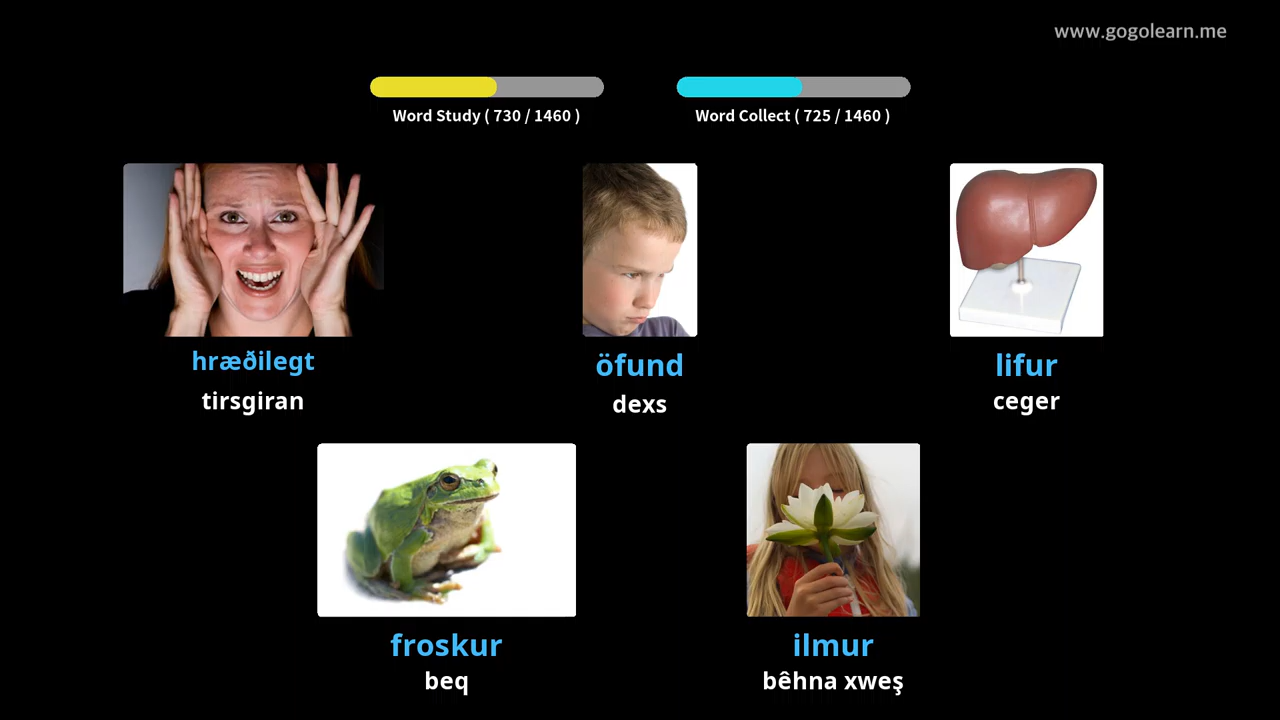 www.gogolearn.me
Word Study ( 730 / 1460 )
Word Collect ( 725 / 1460 )
hræðilegt
tirsgiran
öfund
dexs
lifur
ceger
froskur
beq
ilmur
bêhna xweş